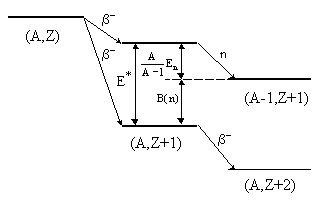 β⁻
(A,Z)
β⁻
E*
A/(A-1) Eₙ
n
B(n)
(A-1,Z+1)
(A,Z+1)
β⁻
(A,Z+2)